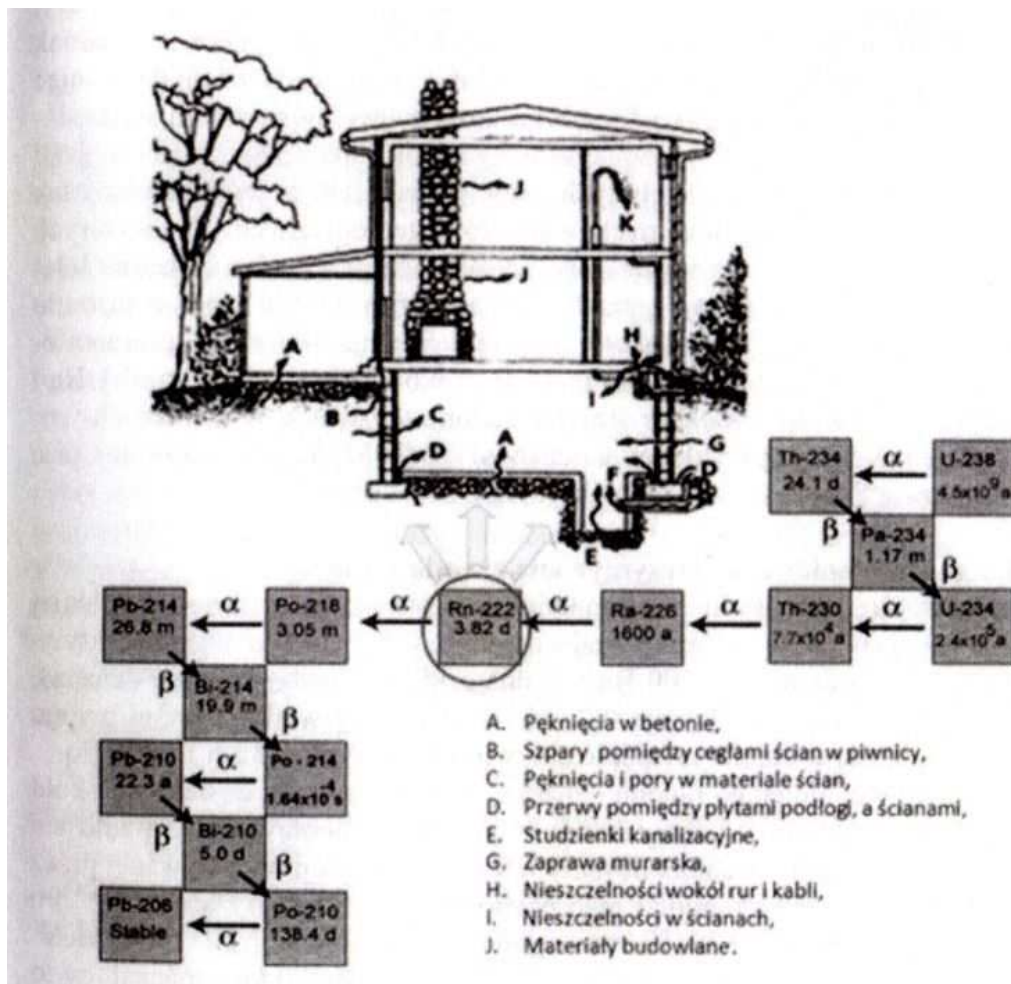 J
K
J
A
H
I
B
C
D
A
G
D
E
Th-234
24.1 d
α
U-238
4.5x10⁹a
β
Pa-234
1.17 m
β
Pb-214
26.8 m
α
Po-218
3.05 m
α
Rn-222
3.82 d
α
Ra-226
1600 a.
α
Th-230
7.7x10⁴a
α
U-234
2.4x10⁵a
β
Bi-214
19.9 m
β
Pb-210
22.3 a
α
Po - 214
1.64x10⁻⁴s
β
Bi-210
5.0 d
β
Pb-206
Stable
α
Po-210
138.4 d
A. Pęknięcia w betonie,
B. Szpary pomiędzy cegłami ścian w piwnicy,
C. Pęknięcia i pory w materiale ścian,
D. Przerwy pomiędzy płytami podłogi, a ścianami,
E. Studzienki kanalizacyjne,
G. Zaprawa murarska,
H. Nieszczelności wokół rur i kabli,
I. Nieszczelności w ścianach,
J. Materiały budowlane.